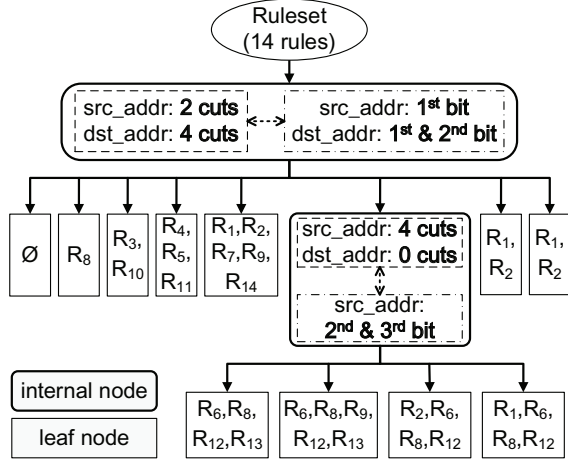 Ruleset
(14 rules)
src_addr: 2 cuts
dst_addr: 4 cuts
src_addr: 1st bit
dst_addr: 1st & 2nd bit
Ø
R8
R3,
R10
R4,
R5,
R11
R1,R2,
R7,R9,
R14
src_addr: 4 cuts
dst_addr: 0 cuts
src_addr:
2nd & 3rd bit
R1,
R2
R1,
R2
internal node
leaf node
R6,R8,
R12,R13
R6,R8,R9,
R12,R13
R2,R6,
R8,R12
R1,R6,
R8,R12